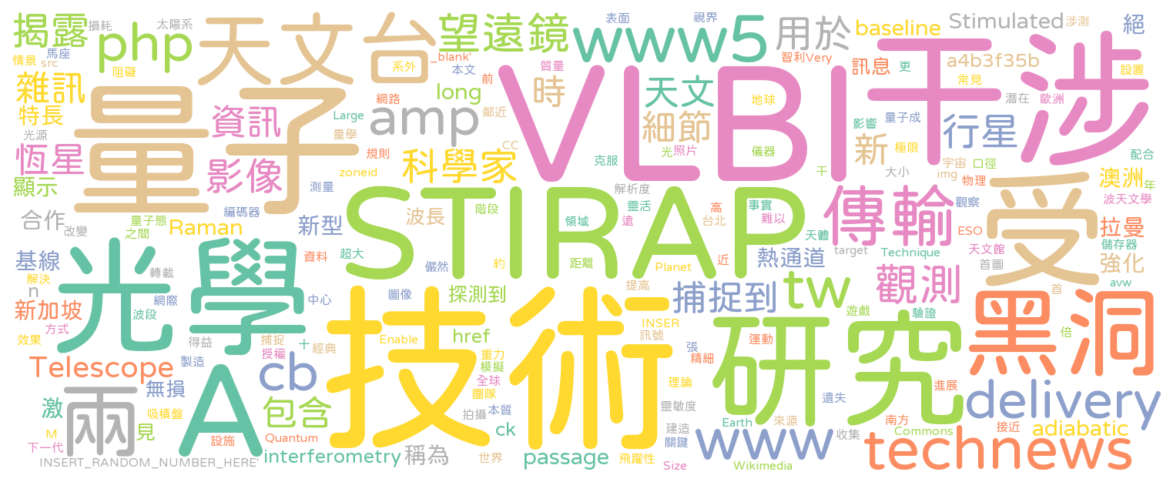 揭露
損耗
太陽系
php
天文台
望遠鏡
www5
_blank'
表面
視界
用於
baseline
Stimulated
涉測
絕
情景
src
馬座
阻礙
系外
本文
前
質量
智利Very
訊息
更
a4b3f35b
常見
設置
雜訊
特長
資訊
網路
long
鄰近
時
天文
地球
潛在
歐洲
量子
VLBI
干涉
光源
恆星
影像
Large
量學
amp
細節
新
影響
量子成
行星
極限
顯示
規則
科學家
CC
克服
光
照片
儀器
干
大小
宇宙
img
口徑
物理
配合
澳洲
年
zoneid
編碼器
測量
合作
改變
量子態
之間
Raman
新型
波長
階段
STIRAP
解析度
靈活
領域
遠
高
台北
事實
難以
傳輸
受
觀察
波天文學
拉曼
基線
解決
n
轉載
資料
超大
儼然
約
距離
Planet
近
天體
target
熱通道
天文館
首圖
ESO
Technique
儲存器
強化
首
avw
光學
網際
中心
圖像
探測到
提高
捕捉到
tw
觀測
新加坡
方式
效果
波段
得益
捕捉
授權
十
經典
Enable
href
重力
模擬
INSER
訊號
張
精細
運動
遊戲
驗證
倍
技術
研究
黑洞
Telescope
製造
無損
cb
全球
團隊
理論
進展
兩
A
激
吸積盤
見
包含
拍攝
本質
ck
靈敏度
遺失
delivery
M
下一代
設施
Quantum
建造
關鍵
www
Earth
來源
收集
南方
Commons
接近
adiabatic
INSERT_RANDOM_NUMBER_HERE'
interferometry
稱為
世界
passage
飛躍性
Size
Wikimedia
technews